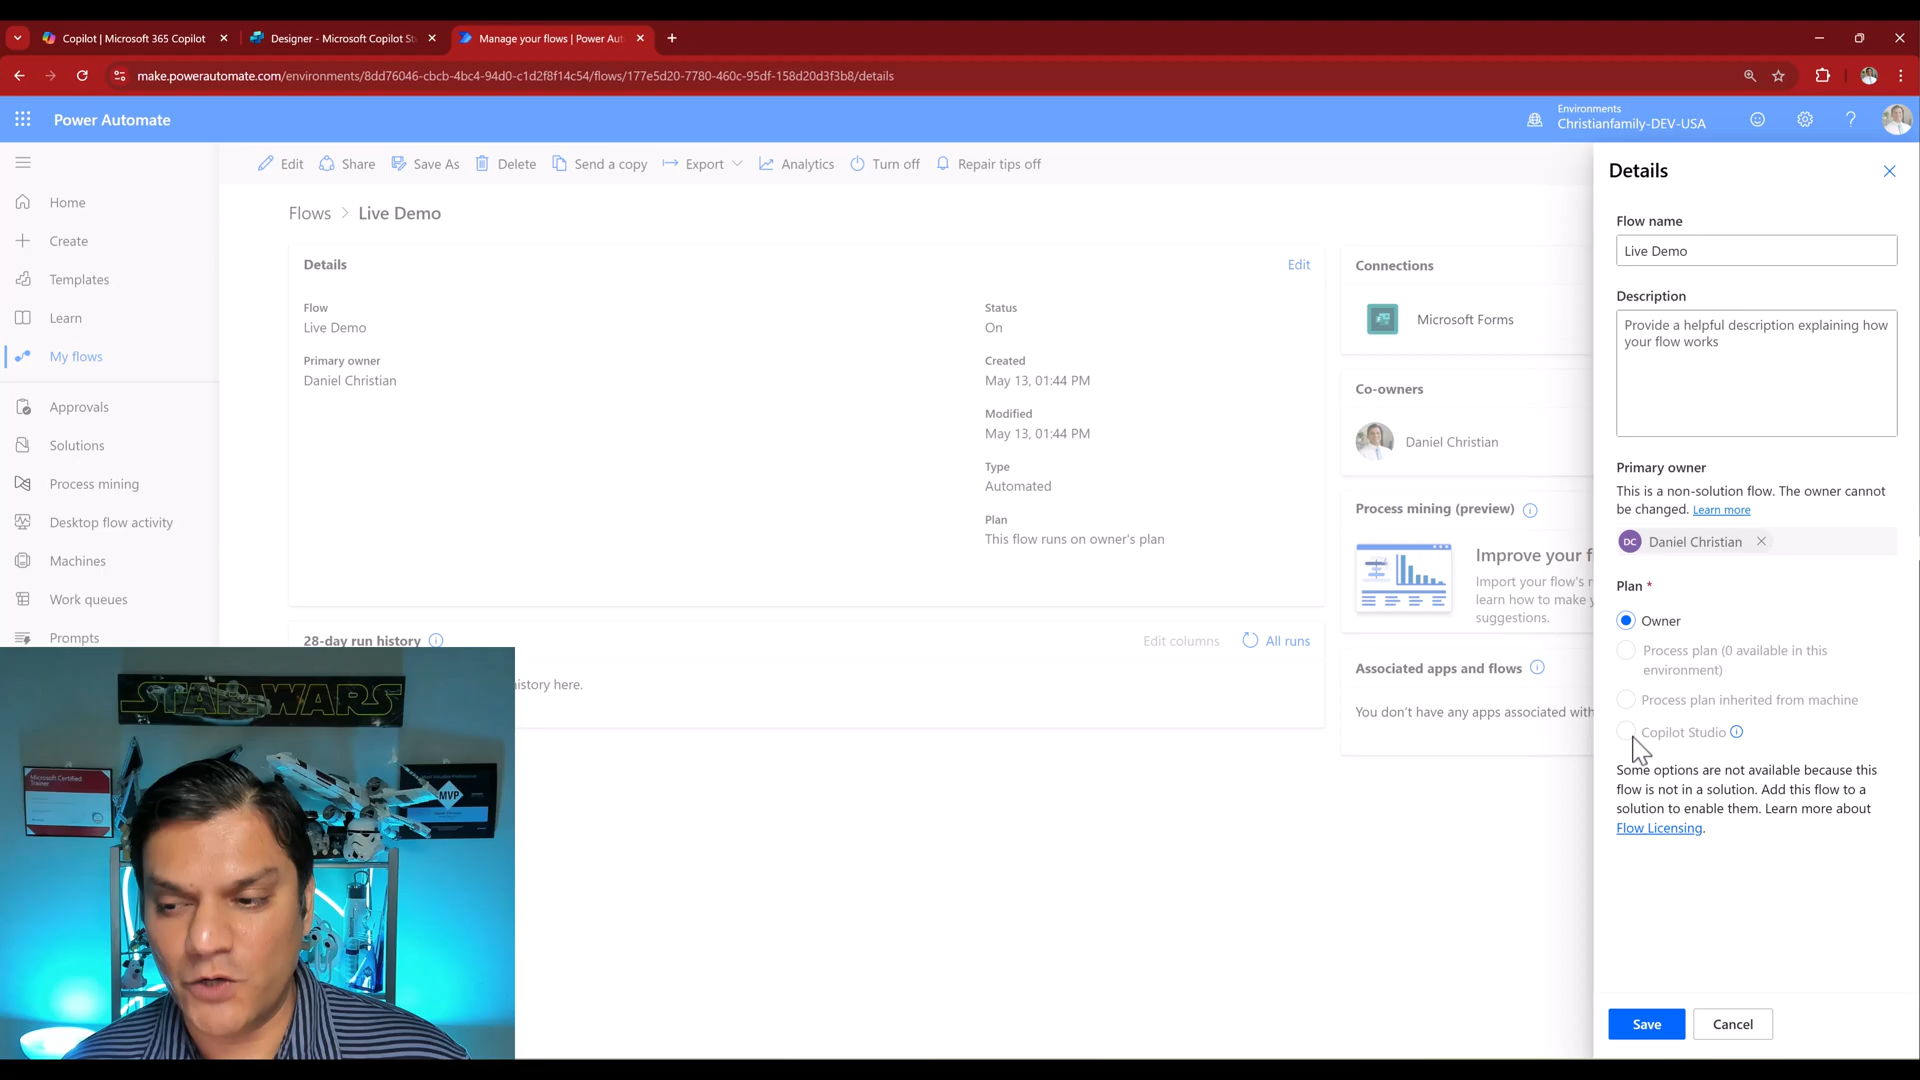 Copilot | Microsoft 365 Copilot
Designer - Microsoft Copilot St
Manage your flows | Power Aut
make.powerautomate.com/environments/8dd76046-cbcb-4bc4-94d0-c1d2f8f14c54/flows/177e5d20-7780-460c-95df-158d20d3f3b8/details
Power Automate
Environments
Christianfamily-DEV-USA
Edit
Share
Save As
Delete
Send a copy
Export
Analytics
Turn off
Repair tips off
Home
Create
Templates
Learn
My flows
Approvals
Solutions
Process mining
Desktop flow activity
Machines
Work queues
Prompts
Flows > Live Demo
Details
Edit
Flow
Live Demo
Primary owner
Daniel Christian
Status
On
Created
May 13, 01:44 PM
Modified
May 13, 01:44 PM
Type
Automated
Plan
This flow runs on owner's plan
28-day run history
Edit columns
All runs
istory here.
Connections
Microsoft Forms
Co-owners
Daniel Christian
Process mining (preview)
Improve your f
Import your flow's r
learn how to make y
suggestions.
Associated apps and flows
You don't have any apps associated with
Details
Flow name
Live Demo
Description
Provide a helpful description explaining how
your flow works
Primary owner
This is a non-solution flow. The owner cannot
be changed. Learn more
DC
Daniel Christian
Plan *
Owner
Process plan (0 available in this
environment)
Process plan inherited from machine
Copilot Studio
Some options are not available because this
flow is not in a solution. Add this flow to a
solution to enable them. Learn more about
Flow Licensing.
Save
Cancel
STAR WARS
Microsoft Certified
Trainer
MVP